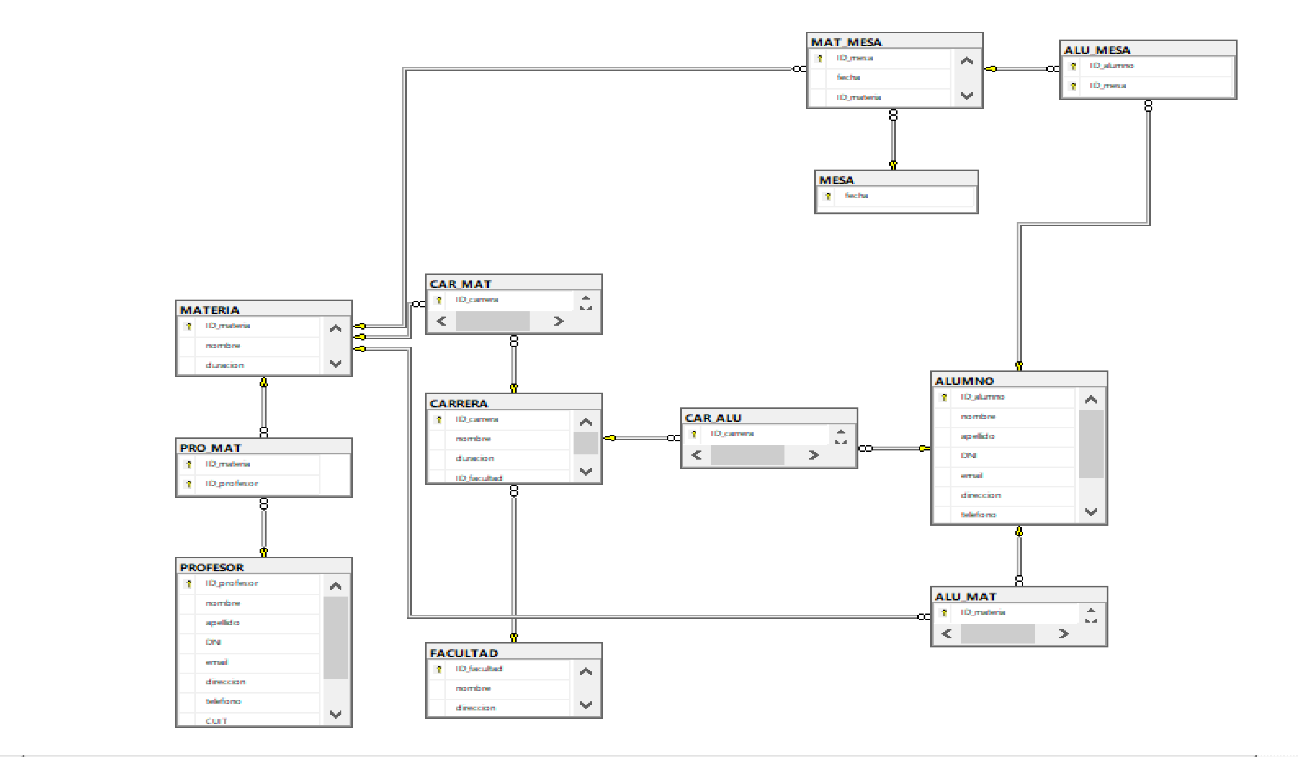 MAT_MESA
ID_mesa
fecha
ID_materia
ALU_MESA
ID_alumno
ID_mesa
MESA
fecha
CAR_MAT
ID_carrera
MATERIA
ID_materia
nombre
duracion
CARRERA
ID_carrera
nombre
duracion
ID_facultad
CAR_ALU
ID_carrera
ALUMNO
ID_alumno
nombre
apellido
DNI
email
direccion
telefono
PRO_MAT
ID_materia
ID_profesor
PROFESOR
ID_profesor
nombre
apellido
DNI
email
direccion
telefono
CUIT
FACULTAD
ID_facultad
nombre
direccion
ALU_MAT
ID_materia